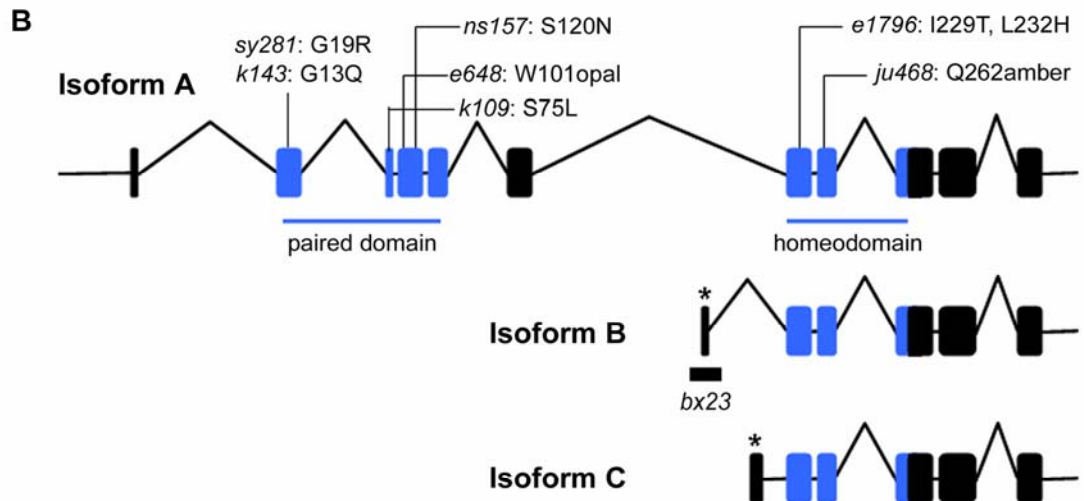 B
sy281: G19R
k143: G13Q
ns157: S120N
e648: W101opal
k109: S75L
e1796: I229T, L232H
ju468: Q262amber
Isoform A
paired domain
homeodomain
*
Isoform B
bx23
*
Isoform C